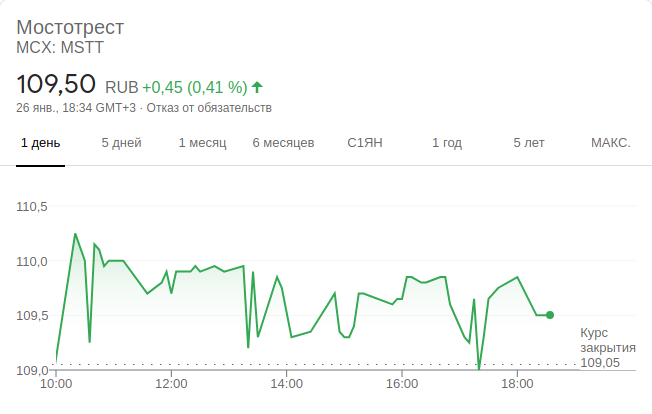 Мостотрест
MCX: MSTT
109,50 RUB +0,45 (0,41 %)
26 янв., 18:34 GMT+3 · Отказ от обязательств
1 день 5 дней 1 месяц 6 месяцев С1ЯН 1 год 5 лет МАКС.
110,5
110,0
109,5
Курс
закрытия
109,05
109,0
10:00 12:00 14:00 16:00 18:00